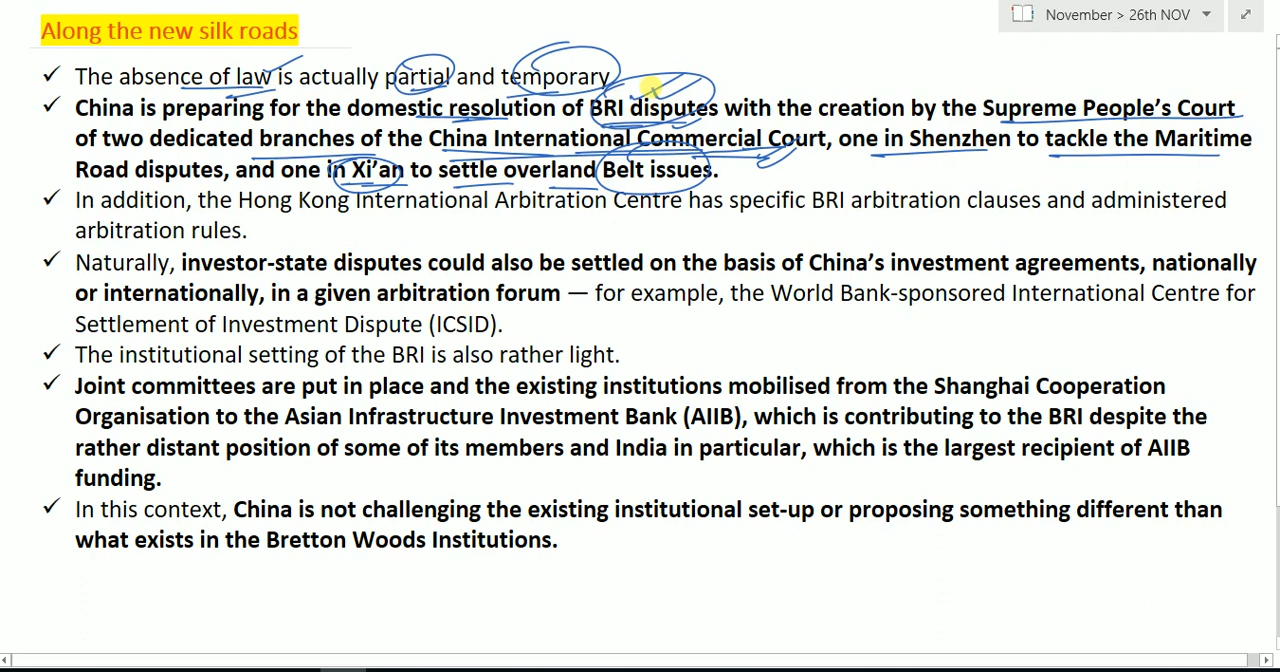 November > 26th NOV
Along the new silk roads
✓ The absence of law is actually partial and temporary
✓ China is preparing for the domestic resolution of BRI disputes with the creation by the Supreme People's Court
of two dedicated branches of the China International Commercial Court, one in Shenzhen to tackle the Maritime
Road disputes, and one in Xi'an to settle overland Belt issues.
✓ In addition, the Hong Kong International Arbitration Centre has specific BRI arbitration clauses and administered
arbitration rules.
✓ Naturally, investor-state disputes could also be settled on the basis of China's investment agreements, nationally
or internationally, in a given arbitration forum — for example, the World Bank-sponsored International Centre for
Settlement of Investment Dispute (ICSID).
✓ The institutional setting of the BRI is also rather light.
✓ Joint committees are put in place and the existing institutions mobilised from the Shanghai Cooperation
Organisation to the Asian Infrastructure Investment Bank (AIIB), which is contributing to the BRI despite the
rather distant position of some of its members and India in particular, which is the largest recipient of AIIB
funding.
✓ In this context, China is not challenging the existing institutional set-up or proposing something different than
what exists in the Bretton Woods Institutions.